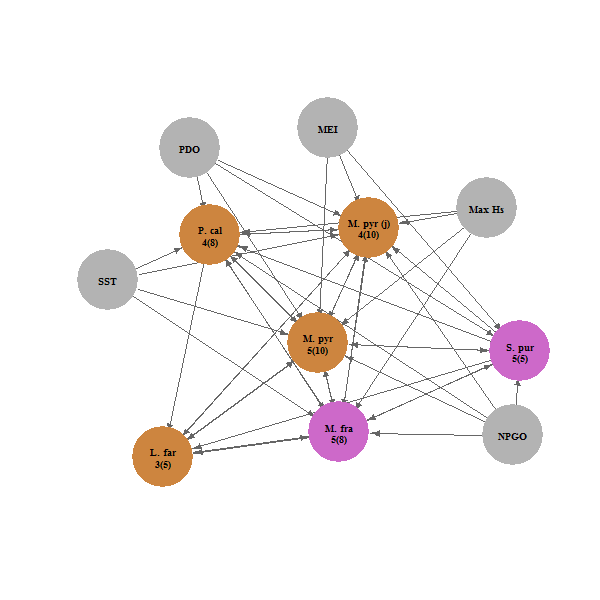 MEI
PDO
Max Hs
P. cal
4(8)
M. pyr (j)
4(10)
SST
M. pyr
5(10)
S. pur
5(5)
M. fra
5(8)
NPGO
L. far
3(5)